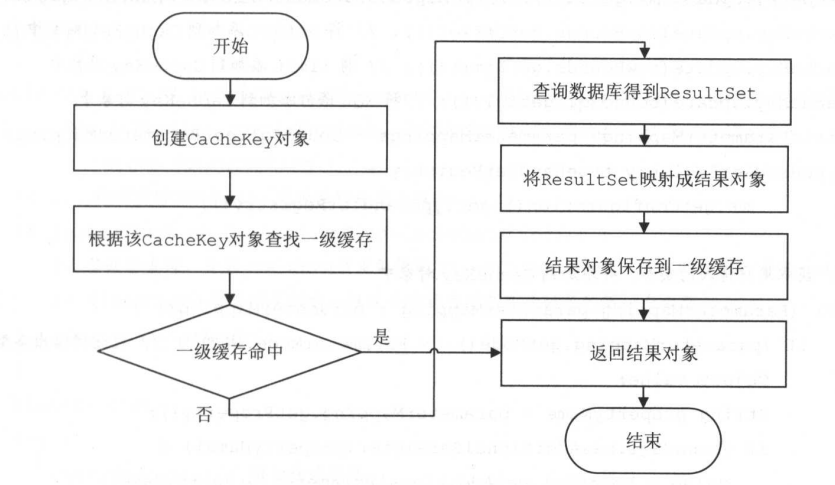 开始
创建CacheKey对象
根据该CacheKey对象查找一级缓存
一级缓存命中
是
否
查询数据库得到ResultSet
将ResultSet映射成结果对象
结果对象保存到一级缓存
返回结果对象
结束